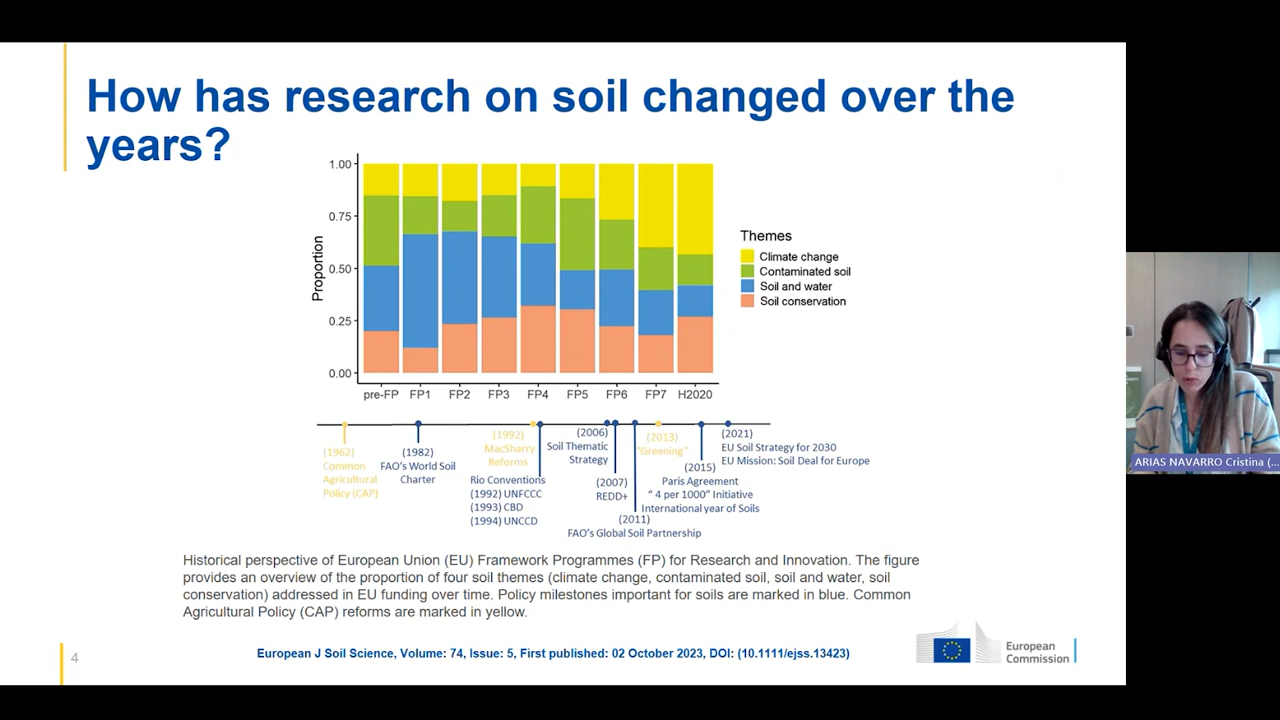 How has research on soil changed over the
years?
1.00
0.75
0.50
0.25
0.00
Proportion
pre-FP FP1 FP2 FP3 FP4 FP5 FP6 FP7 H2020
Themes
Climate change
Contaminated soil
Soil and water
Soil conservation
(1962)
Common
Agricultural
Policy (CAP)
(1982)
FAO's World Soil
Charter
(1992)
MacSharry
Reforms
Rio Conventions
(1992) UNFCCC
(1993) CBD
(1994) UNCCD
(2006)
Soil Thematic
Strategy
(2007)
REDD+
(2011)
FAO's Global Soil Partnership
(2013)
"Greening"
(2015)
Paris Agreement
" 4 per 1000" Initiative
International year of Soils
(2021)
EU Soil Strategy for 2030
EU Mission: Soil Deal for Europe
Historical perspective of European Union (EU) Framework Programmes (FP) for Research and Innovation. The figure
provides an overview of the proportion of four soil themes (climate change, contaminated soil, soil and water, soil
conservation) addressed in EU funding over time. Policy milestones important for soils are marked in blue. Common
Agricultural Policy (CAP) reforms are marked in yellow.
4
European J Soil Science, Volume: 74, Issue: 5, First published: 02 October 2023, DOI: (10.1111/ejss.13423)
European
Commission
ARIAS NAVARRO Cristina (...